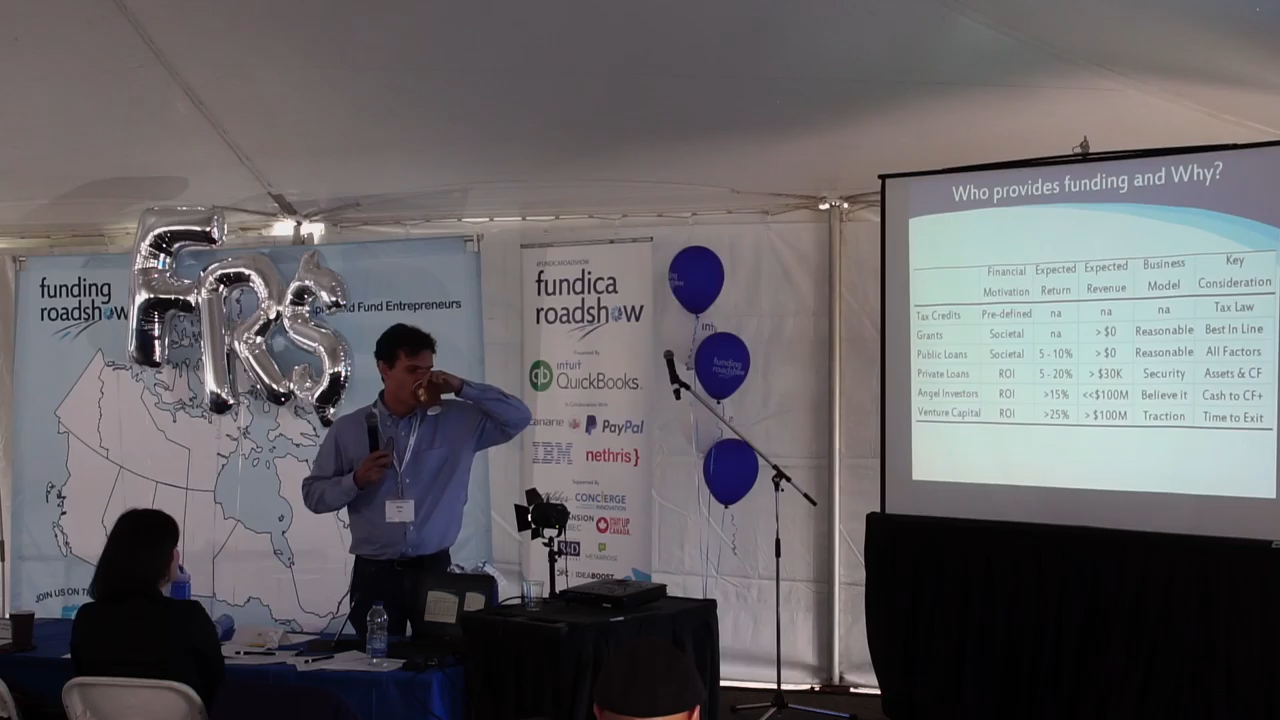 FRS
funding
roadshow
and Fund Entrepreneurs
#FUNDICAROADSHOW
fundica
roadshow
Presented By
intuit
QuickBooks.
In Collaboration With
PayPal
IBM
nethris}
Supported By
CONCIERGE
INNOVATION
START UP
CANADA
IDEABOOST
funding
roadshow
JOIN US ON
Who provides funding and Why?
Financial Motivation Expected Return Expected Revenue Business Model Key Consideration
Tax Credits Pre-defined na na na Tax Law
Grants Societal na > $0 Reasonable Best In Line
Public Loans Societal 5 - 10% > $0 Reasonable All Factors
Private Loans ROI 5 - 20% > $30K Security Assets & CF
Angel Investors ROI >15% <<$100M Believe it Cash to CF+
Venture Capital ROI >25% > $100M Traction Time to Exit